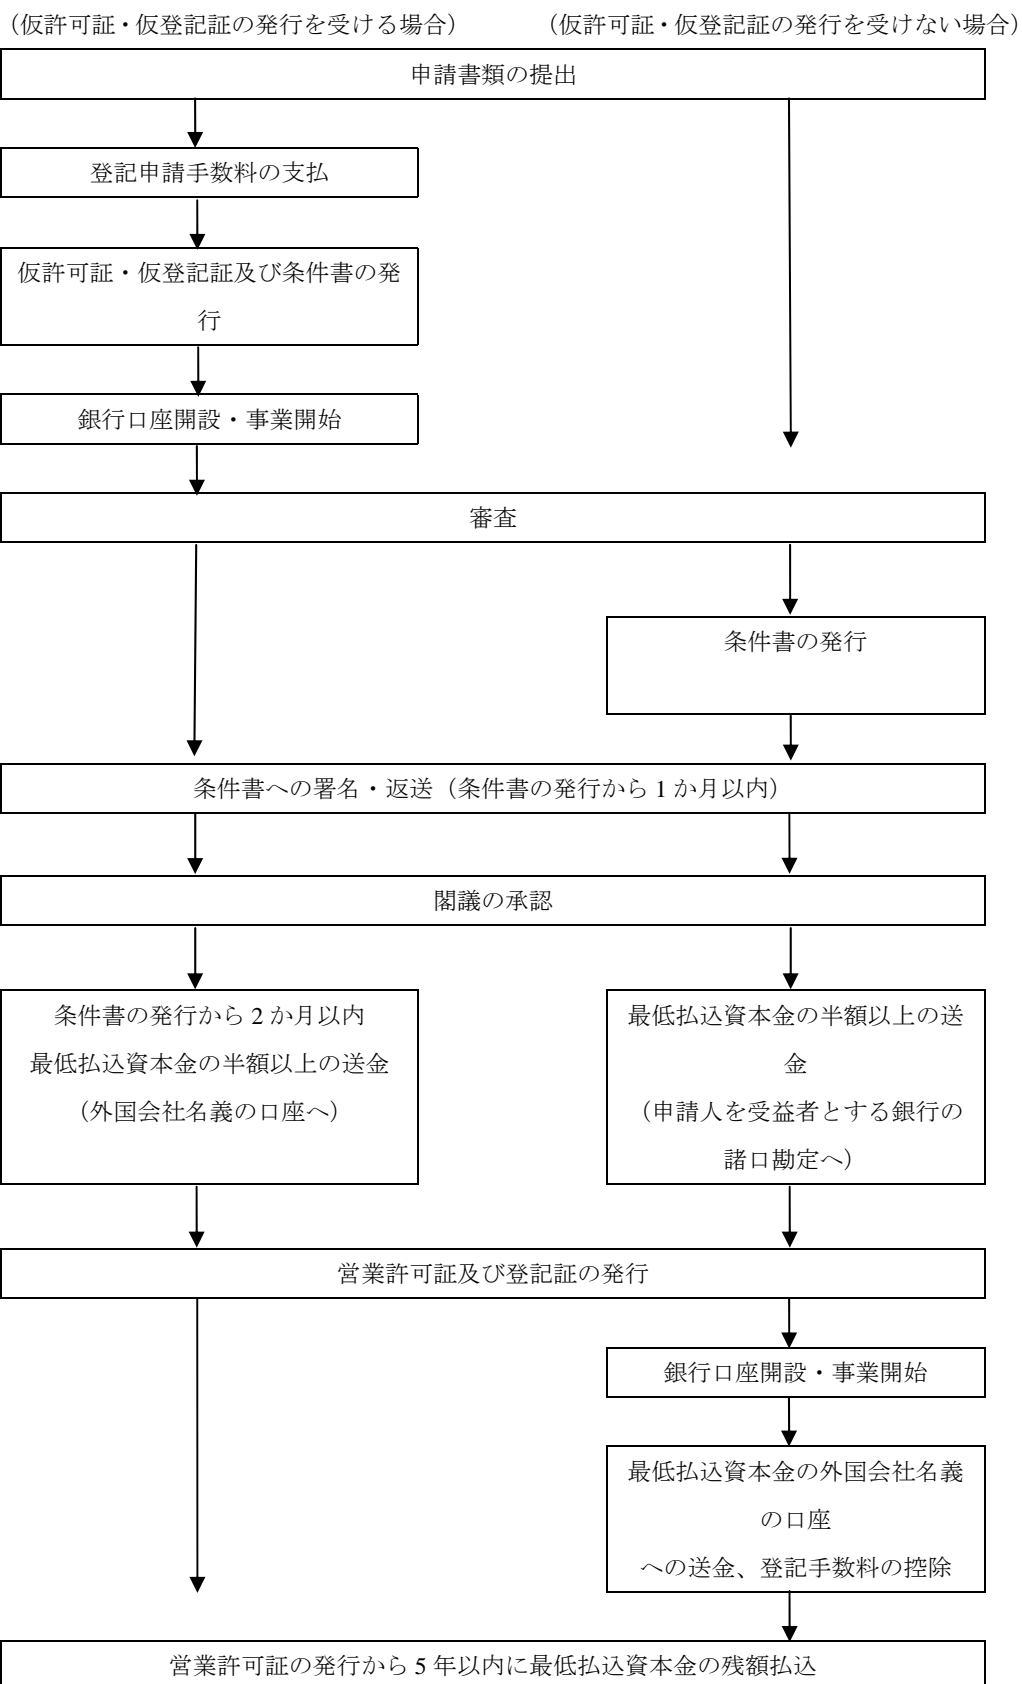 （仮許可証・仮登記証の発行を受ける場合）
（仮許可証・仮登記証の発行を受けない場合）
申請書類の提出
登記申請手数料の支払
仮許可証・仮登記証及び条件書の発
行
銀行口座開設・事業開始
審査
条件書の発行
条件書への署名・返送（条件書の発行から 1 か月以内）
閣議の承認
条件書の発行から 2 か月以内
最低払込資本金の半額以上の送金
（外国会社名義の口座へ）
最低払込資本金の半額以上の送
金
（申請人を受益者とする銀行の
諸口勘定へ）
営業許可証及び登記証の発行
銀行口座開設・事業開始
最低払込資本金の外国会社名義
の口座
への送金、登記手数料の控除
営業許可証の発行から 5 年以内に最低払込資本金の残額払込